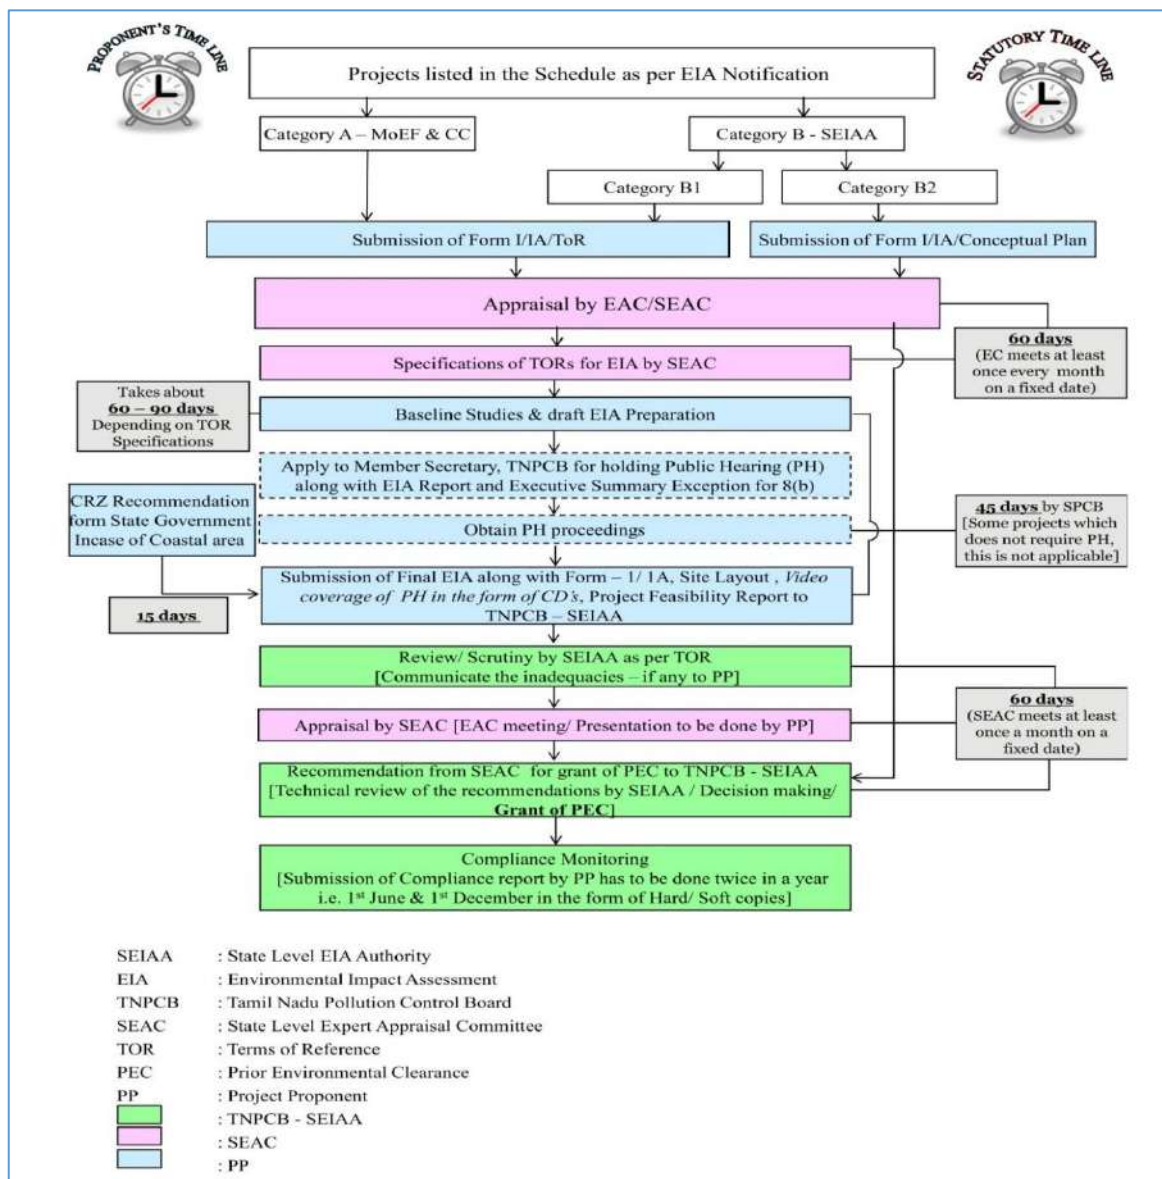 PROPONENT'S TIME LINE
STATUTORY TIME LINE
Projects listed in the Schedule as per EIA Notification
Category A – MoEF & CC
Category B - SEIAA
Category B1
Category B2
Submission of Form I/IA/ToR
Submission of Form I/IA/Conceptual Plan
Appraisal by EAC/SEAC
Specifications of TORs for EIA by SEAC
60 days
(EC meets at least
once every month
on a fixed date)
Takes about
60 – 90 days
Depending on TOR
Specifications
Baseline Studies & draft EIA Preparation
Apply to Member Secretary, TNPCB for holding Public Hearing (PH)
along with EIA Report and Executive Summary Exception for 8(b)
CRZ Recommendation
form State Government
Incase of Coastal area
Obtain PH proceedings
45 days by SPCB
[Some projects which
does not require PH,
this is not applicable]
15 days
Submission of Final EIA along with Form – 1/ 1A, Site Layout , Video
coverage of PH in the form of CD's, Project Feasibility Report to
TNPCB – SEIAA
Review/ Scrutiny by SEIAA as per TOR
[Communicate the inadequacies – if any to PP]
60 days
(SEAC meets at least
once a month on a
fixed date)
Appraisal by SEAC [EAC meeting/ Presentation to be done by PP]
Recommendation from SEAC for grant of PEC to TNPCB - SEIAA
[Technical review of the recommendations by SEIAA / Decision making/
Grant of PEC]
Compliance Monitoring
[Submission of Compliance report by PP has to be done twice in a year
i.e. 1st June & 1st December in the form of Hard/ Soft copies]
SEIAA : State Level EIA Authority
EIA : Environmental Impact Assessment
TNPCB : Tamil Nadu Pollution Control Board
SEAC : State Level Expert Appraisal Committee
TOR : Terms of Reference
PEC : Prior Environmental Clearance
PP : Project Proponent
: TNPCB - SEIAA
: SEAC
: PP